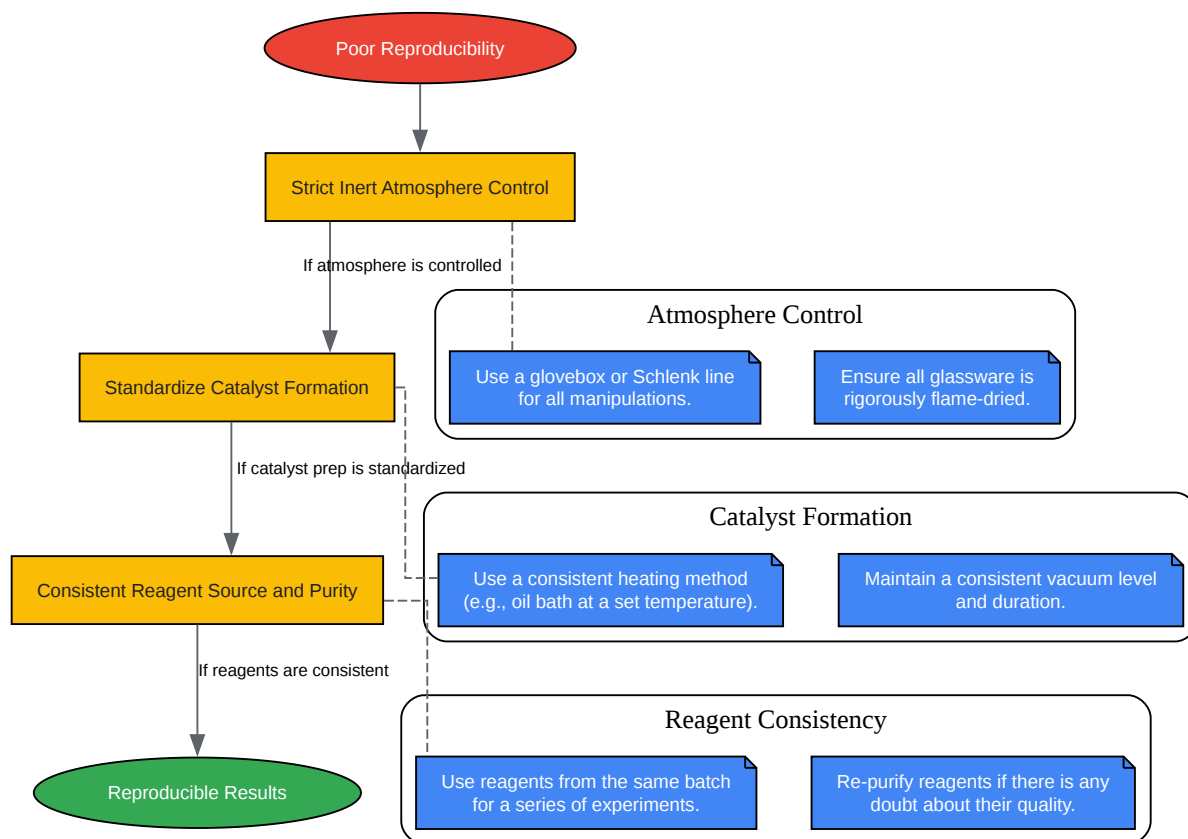 Poor Reproducibility
Strict Inert Atmosphere Control
If atmosphere is controlled
Atmosphere Control
Use a glovebox or Schlenk line
for all manipulations.
Ensure all glassware is
rigorously flame-dried.
Standardize Catalyst Formation
If catalyst prep is standardized
Catalyst Formation
Use a consistent heating method
(e.g., oil bath at a set temperature).
Maintain a consistent vacuum level
and duration.
Consistent Reagent Source and Purity
If reagents are consistent
Reagent Consistency
Use reagents from the same batch
for a series of experiments.
Re-purify reagents if there is any
doubt about their quality.
Reproducible Results